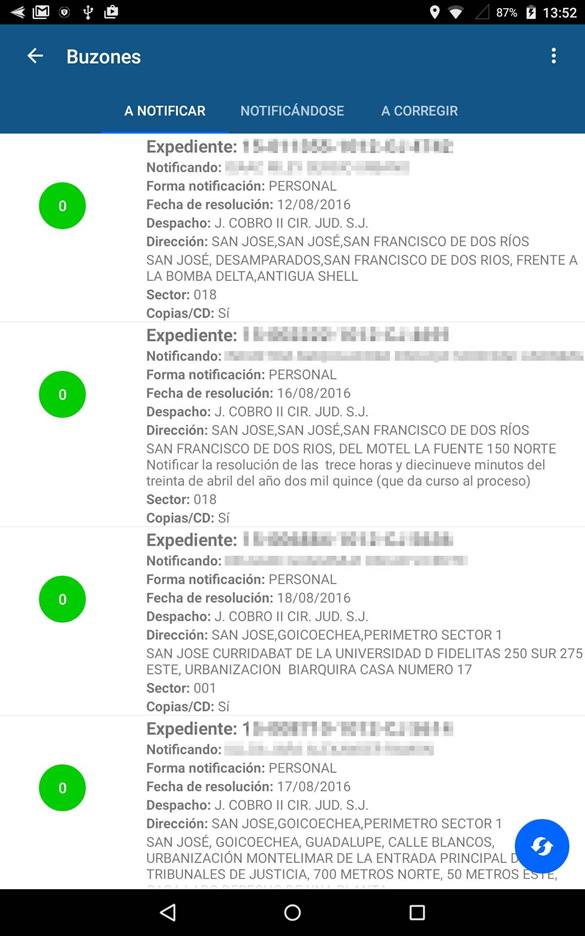 87% 13:52
Buzones
A NOTIFICAR NOTIFICÁNDOSE A CORREGIR
Expediente:
Notificando:
0
Forma notificación: PERSONAL
Fecha de resolución: 12/08/2016
Despacho: J. COBRO II CIR. JUD. S.J.
Dirección: SAN JOSE,SAN JOSÉ,SAN FRANCISCO DE DOS RÍOS
SAN JOSÉ, DESAMPARADOS,SAN FRANCISCO DE DOS RIOS, FRENTE A
LA BOMBA DELTA,ANTIGUA SHELL
Sector: 018
Copias/CD: Sí
Expediente:
Notificando:
0
Forma notificación: PERSONAL
Fecha de resolución: 16/08/2016
Despacho: J. COBRO II CIR. JUD. S.J.
Dirección: SAN JOSE,SAN JOSÉ,SAN FRANCISCO DE DOS RÍOS
SAN FRANCISCO DE DOS RIOS, DEL MOTEL LA FUENTE 150 NORTE
Notificar la resolución de las  trece horas y diecinueve minutos del
treinta de abril del año dos mil quince (que da curso al proceso)
Sector: 018
Copias/CD: Sí
Expediente:
Notificando:
0
Forma notificación: PERSONAL
Fecha de resolución: 18/08/2016
Despacho: J. COBRO II CIR. JUD. S.J.
Dirección: SAN JOSE,GOICOECHEA,PERIMETRO SECTOR 1
SAN JOSE CURRIDABAT DE LA UNIVERSIDAD D FIDELITAS 250 SUR 275
ESTE, URBANIZACION  BIARQUIRA CASA NUMERO 17
Sector: 001
Copias/CD: Sí
Expediente:
Notificando:
0
Forma notificación: PERSONAL
Fecha de resolución: 17/08/2016
Despacho: J. COBRO II CIR. JUD. S.J.
Dirección: SAN JOSE,GOICOECHEA,PERIMETRO SECTOR 1
SAN JOSÉ, GOICOECHEA, GUADALUPE, CALLE BLANCOS,
URBANIZACIÓN MONTELIMAR DE LA ENTRADA PRINCIPAL D
TRIBUNALES DE JUSTICIA, 700 METROS NORTE, 50 METROS ESTE,